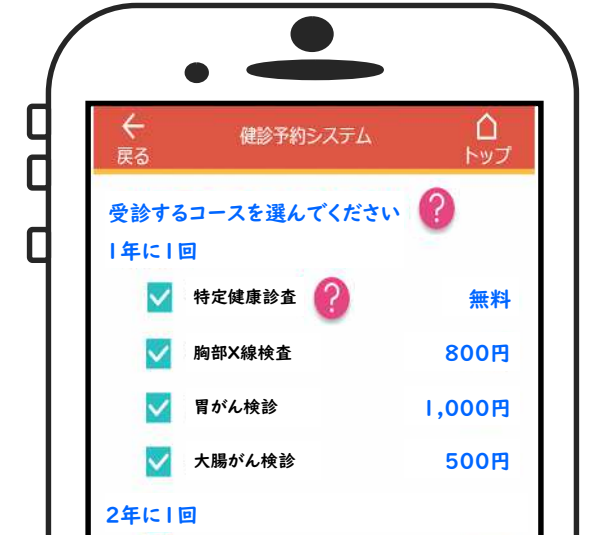 戻る 健診予約システム トップ
受診するコースを選んでください ?
1年に1回
特定健康診査 ? 無料
胸部X線検査 800円
胃がん検診 1,000円
大腸がん検診 500円
2年に1回